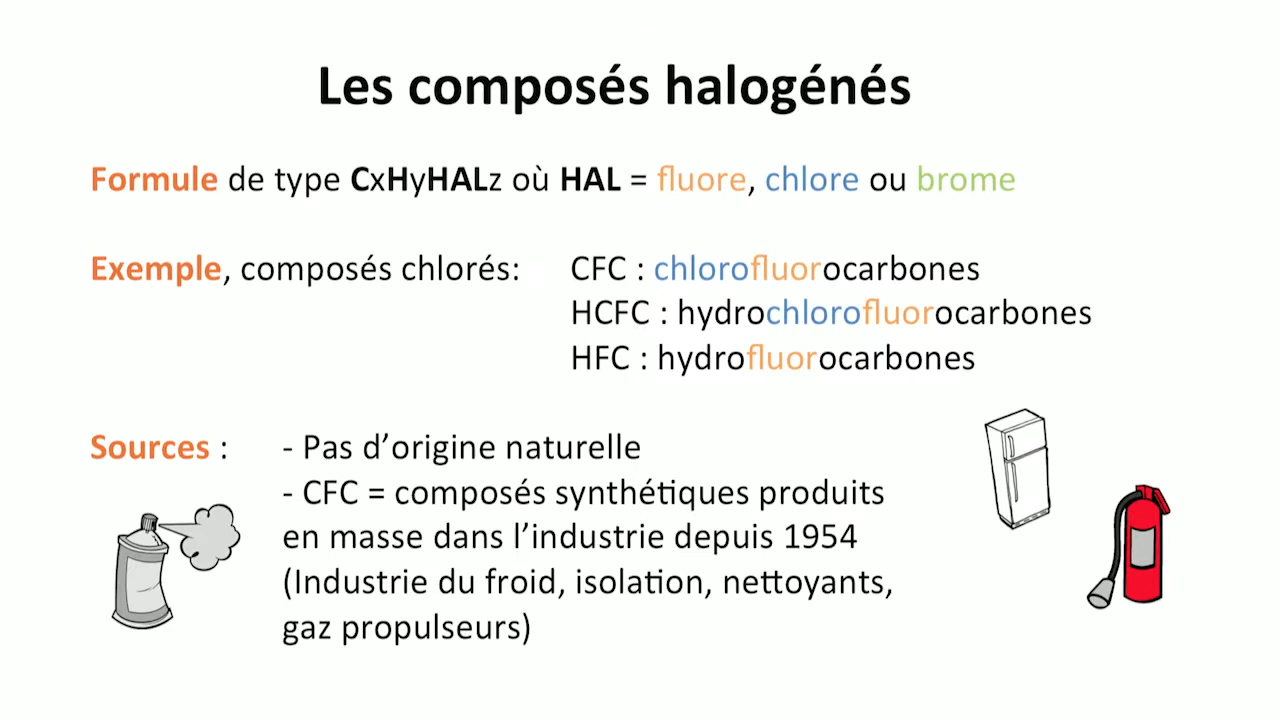 Les composés halogénés
Formule de type CxHyHALz où HAL = fluore, chlore ou brome
Exemple, composés chlorés: CFC : chlorofluorocarbones
HCFC : hydrochlorofluorocarbones
HFC : hydrofluorocarbones
Sources : - Pas d’origine naturelle
- CFC = composés synthétiques produits
en masse dans l’industrie depuis 1954
(Industrie du froid, isolation, nettoyants,
gaz propulseurs)